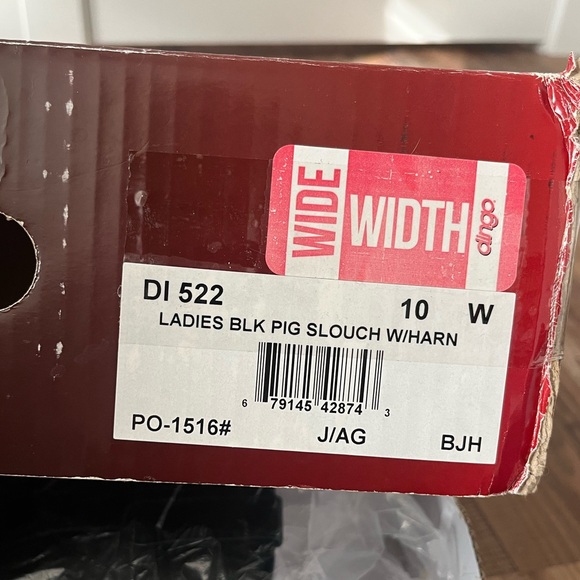 WIDE
WIDTH
dingo
DI 522 10 W
LADIES BLK PIG SLOUCH W/HARN
6 79145 42874 3
PO-1516# J/AG BJH